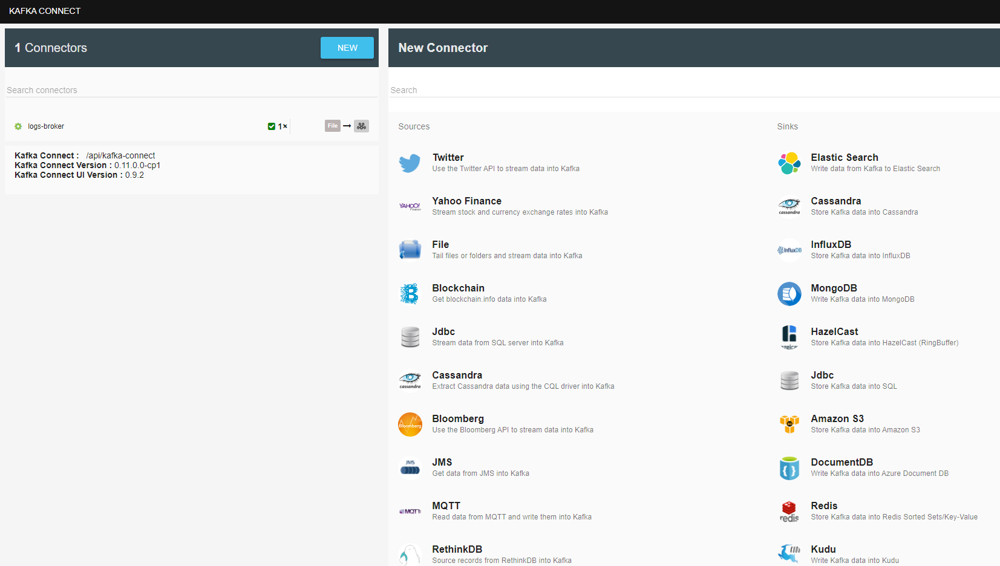 KAFKA CONNECT
1 Connectors
NEW
Search connectors
logs-broker
1×
File
Kafka Connect : /api/kafka-connect
Kafka Connect Version : 0.11.0.0-cp1
Kafka Connect UI Version : 0.9.2
New Connector
Search
Sources
Twitter
Use the Twitter API to stream data into Kafka
YAHOO!
Finance
Yahoo Finance
Stream stock and currency exchange rates into Kafka
File
Tail files or folders and stream data into Kafka
Blockchain
Get blockchain.info data into Kafka
Jdbc
Stream data from SQL server into Kafka
cassandra
Cassandra
Extract Cassandra data using the CQL driver into Kafka
Bloomberg
Bloomberg
Use the Bloomberg API to stream data into Kafka
JMS
JMS
Get data from JMS into Kafka
MQTT
MQTT
Read data from MQTT and write them into Kafka
RethinkDB
Source records from RethinkDB into Kafka
Sinks
Elastic Search
Write data from Kafka to Elastic Search
cassandra
Cassandra
Store Kafka data into Cassandra
InfluxDB
InfluxDB
Store Kafka data into InfluxDB
MongoDB
Write Kafka data into MongoDB
HazelCast
Store Kafka data into HazelCast (RingBuffer)
Jdbc
Store Kafka data into SQL
Amazon S3
Store Kafka data into Amazon S3
DocumentDB
Write Kafka data into Azure Document DB
redis
Redis
Store Kafka data into Redis Sorted Sets/Key-Value
Kudu
Write Kafka data into Kudu